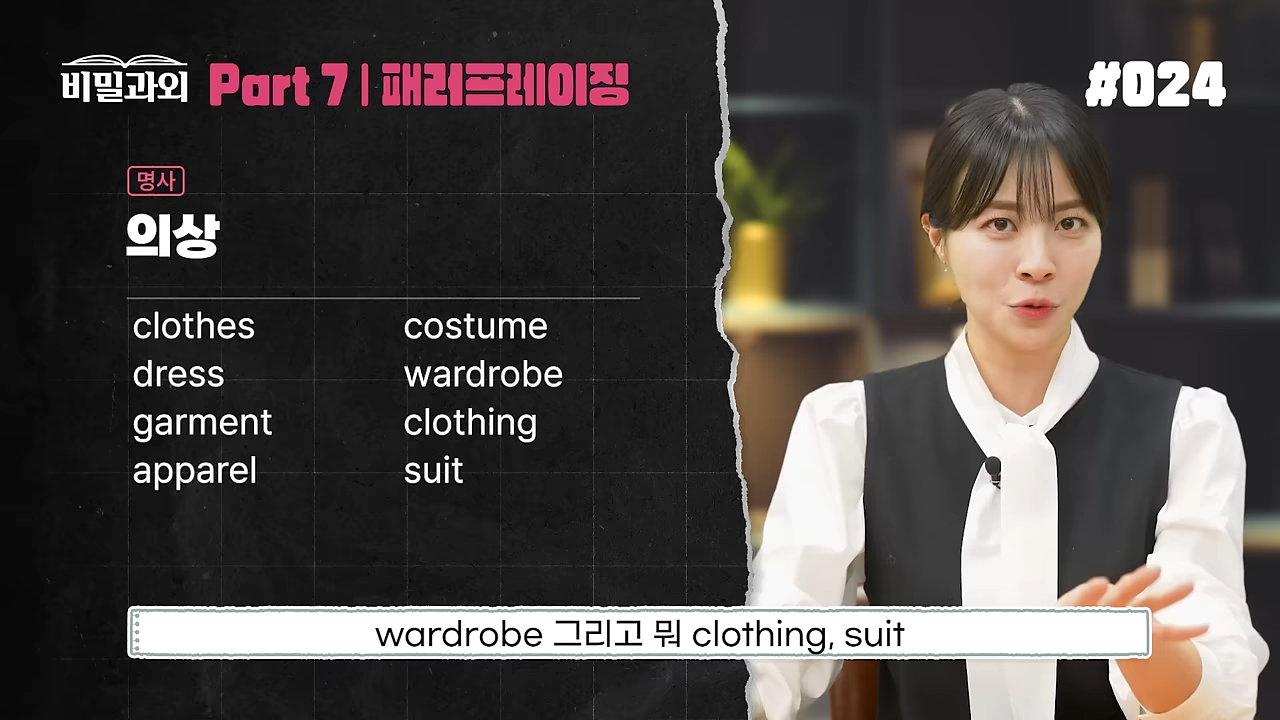 비밀과외 Part 7 | 패러프레이징
#024
명사
의상
clothes costume
dress wardrobe
garment clothing
apparel suit
wardrobe 그리고 뭐 clothing, suit